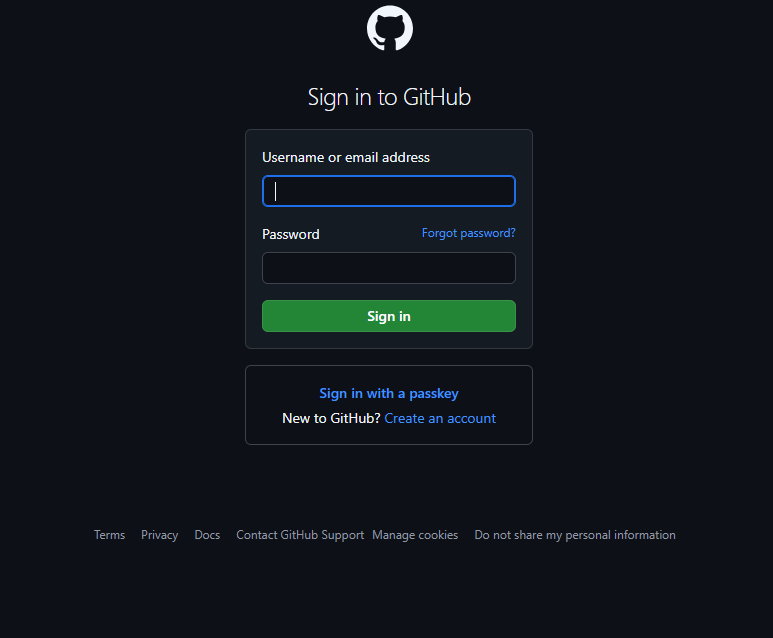 Sign in to GitHub
Username or email address
Password Forgot password?
Sign in
Sign in with a passkey
New to GitHub? Create an account
Terms Privacy Docs Contact GitHub Support Manage cookies Do not share my personal information